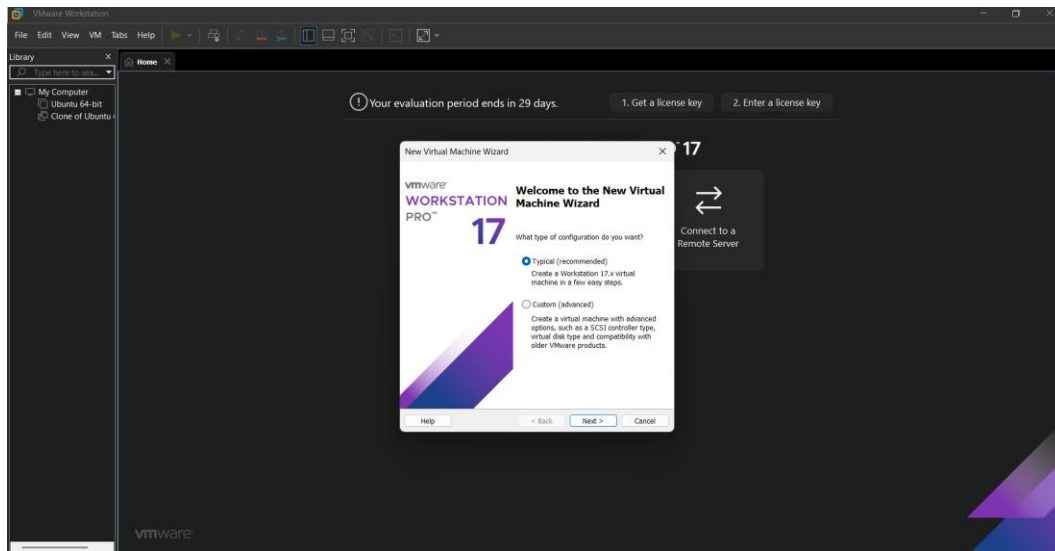 VMware Workstation
File Edit View VM Tabs Help
Library X
Type here to sea...
My Computer
Ubuntu 64-bit
Clone of Ubuntu
Home X
Your evaluation period ends in 29 days.
1. Get a license key
2. Enter a license key
17
Connect to a
Remote Server
New Virtual Machine Wizard
vmware
WORKSTATION
PRO™
17
Welcome to the New Virtual
Machine Wizard
What type of configuration do you want?
Typical (recommended)
Create a Workstation 17.x virtual
machine in a few easy steps.
Custom (advanced)
Create a virtual machine with advanced
options, such as a SCSI controller type,
virtual disk type and compatibility with
older VMware products.
Help
< Back
Next >
Cancel
vmware